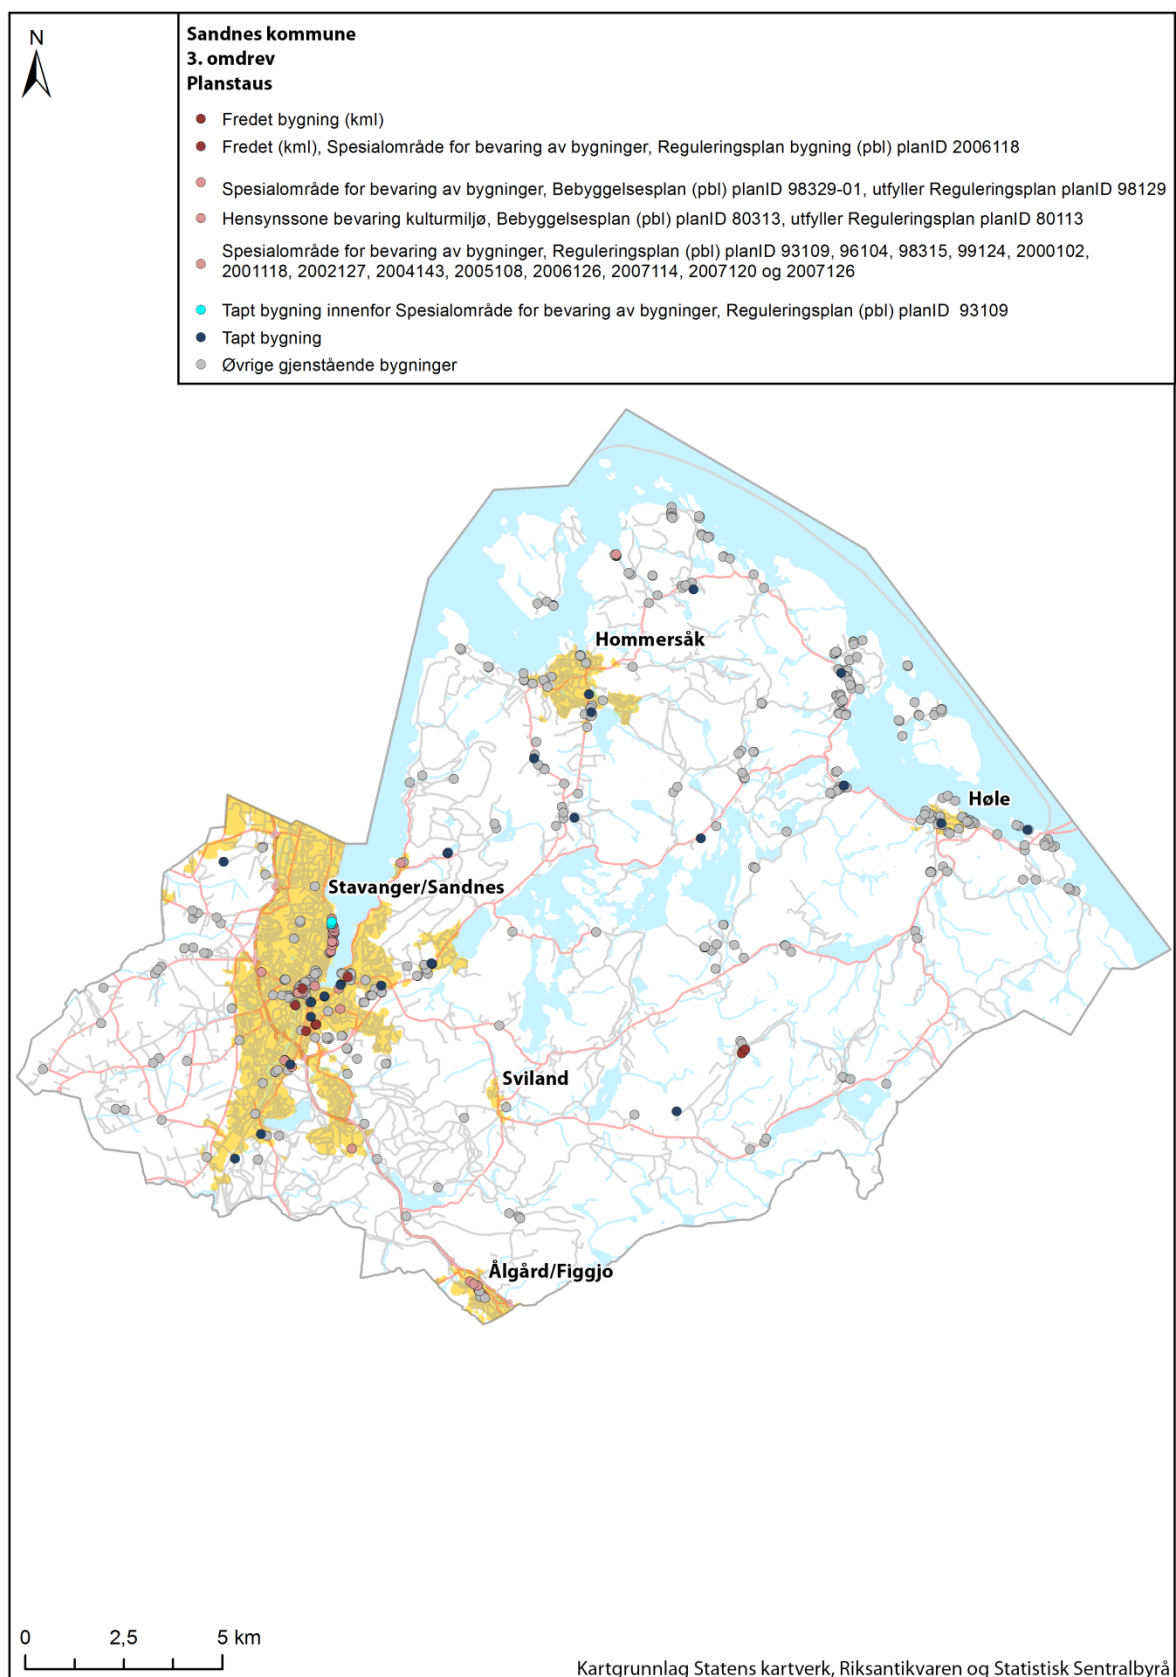 N
Sandnes kommune
3. omdrev
Planstaus
Fredet bygning (kml)
Fredet (kml), Spesialområde for bevaring av bygninger, Reguleringsplan bygning (pbl) planID 2006118
Spesialområde for bevaring av bygninger, Bebyggelsesplan (pbl) planID 98329-01, utfyller Reguleringsplan planID 98129
Hensynssone bevaring kulturmiljø, Bebyggelsesplan (pbl) planID 80313, utfyller Reguleringsplan planID 80113
Spesialområde for bevaring av bygninger, Reguleringsplan (pbl) planID 93109, 96104, 98315, 99124, 2000102,
2001118, 2002127, 2004143, 2005108, 2006126, 2007114, 2007120 og 2007126
Tapt bygning innenfor Spesialområde for bevaring av bygninger, Reguleringsplan (pbl) planID 93109
Tapt bygning
Øvrige gjenstående bygninger
Hommersåk
Høle
Stavanger/Sandnes
Sviland
Ålgård/Figgjo
0 2,5 5 km
Kartgrunnlag Statens kartverk, Riksantikvaren og Statistisk Sentralbyrå